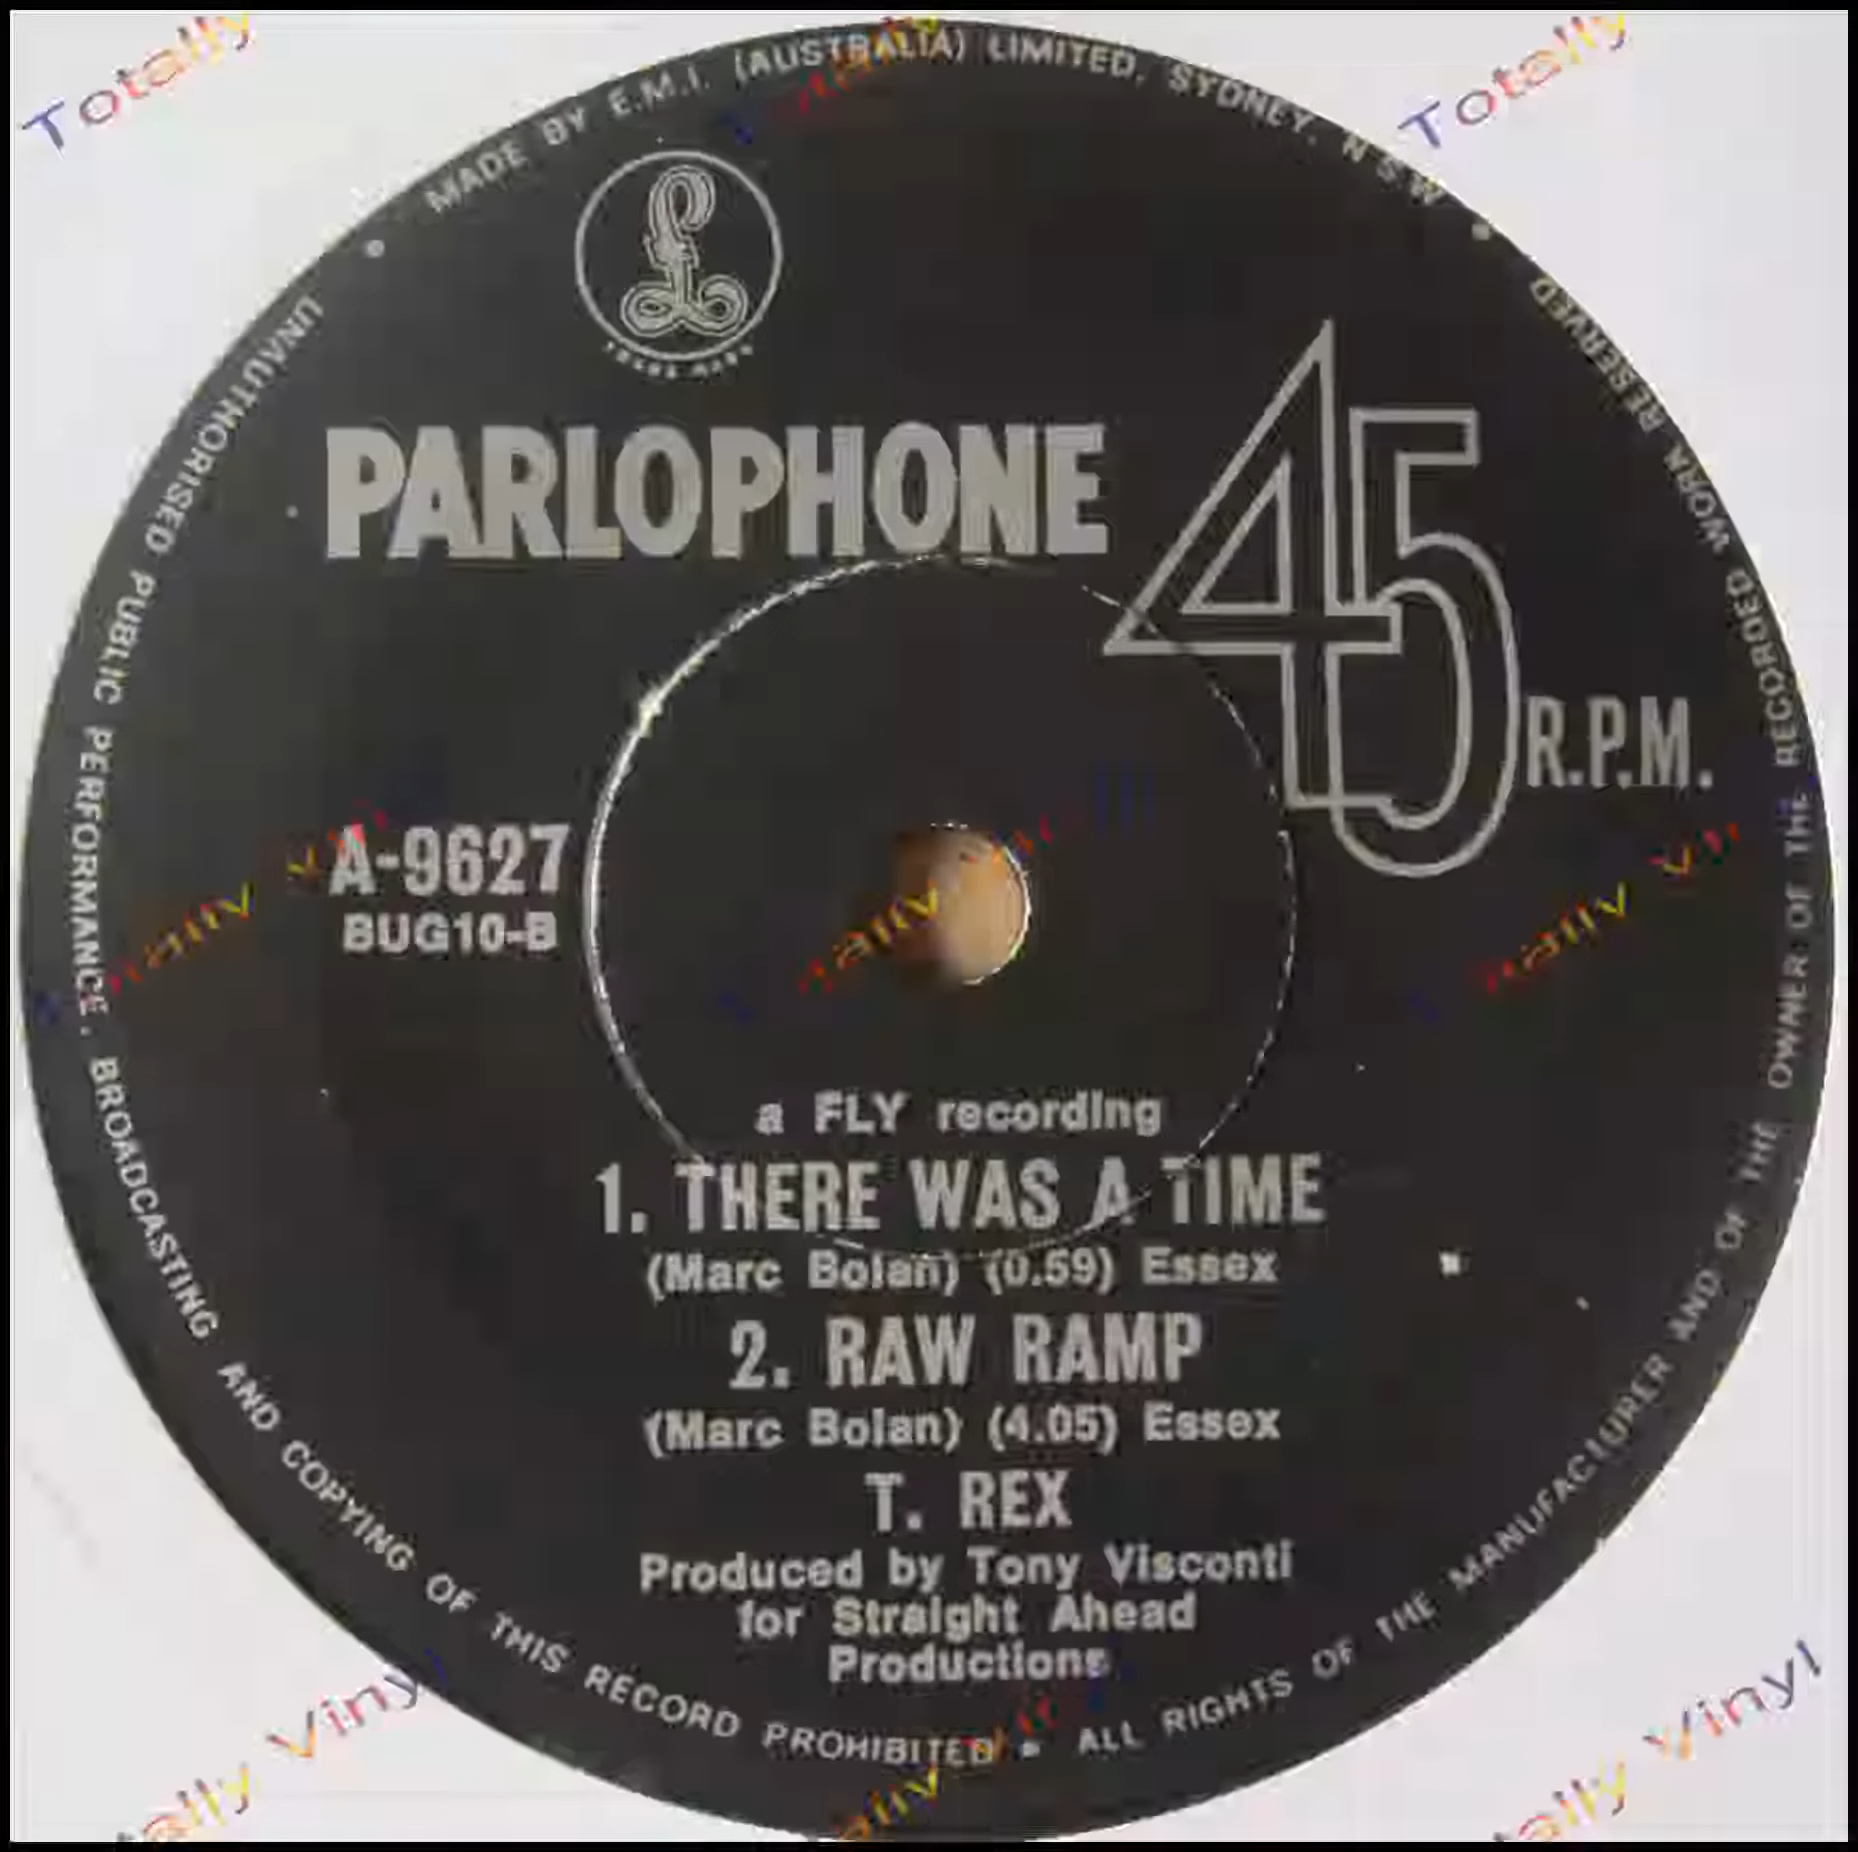 MADE BY E.M.I. (AUSTRALIA) LIMITED, SYDNEY. N S W
TRADE MARK
PARLOPHONE
45
R.P.M.
A-9627
BUG10-B
a FLY recording
1. THERE WAS A TIME
(Marc Bolan) (0.59) Essex
2. RAW RAMP
(Marc Bolan) (4.05) Essex
T. REX
Produced by Tony Visconti
for Straight Ahead
Productions
UNAUTHORISED PUBLIC PERFORMANCE, BROADCASTING AND COPYING OF THIS RECORD PROHIBITED • ALL RIGHTS OF THE MANUFACTURER AND OF THE OWNER OF THE RECORDED WORK RESERVED
Totally
Totally
Totally
Totally Vinyl
Totally Vinyl